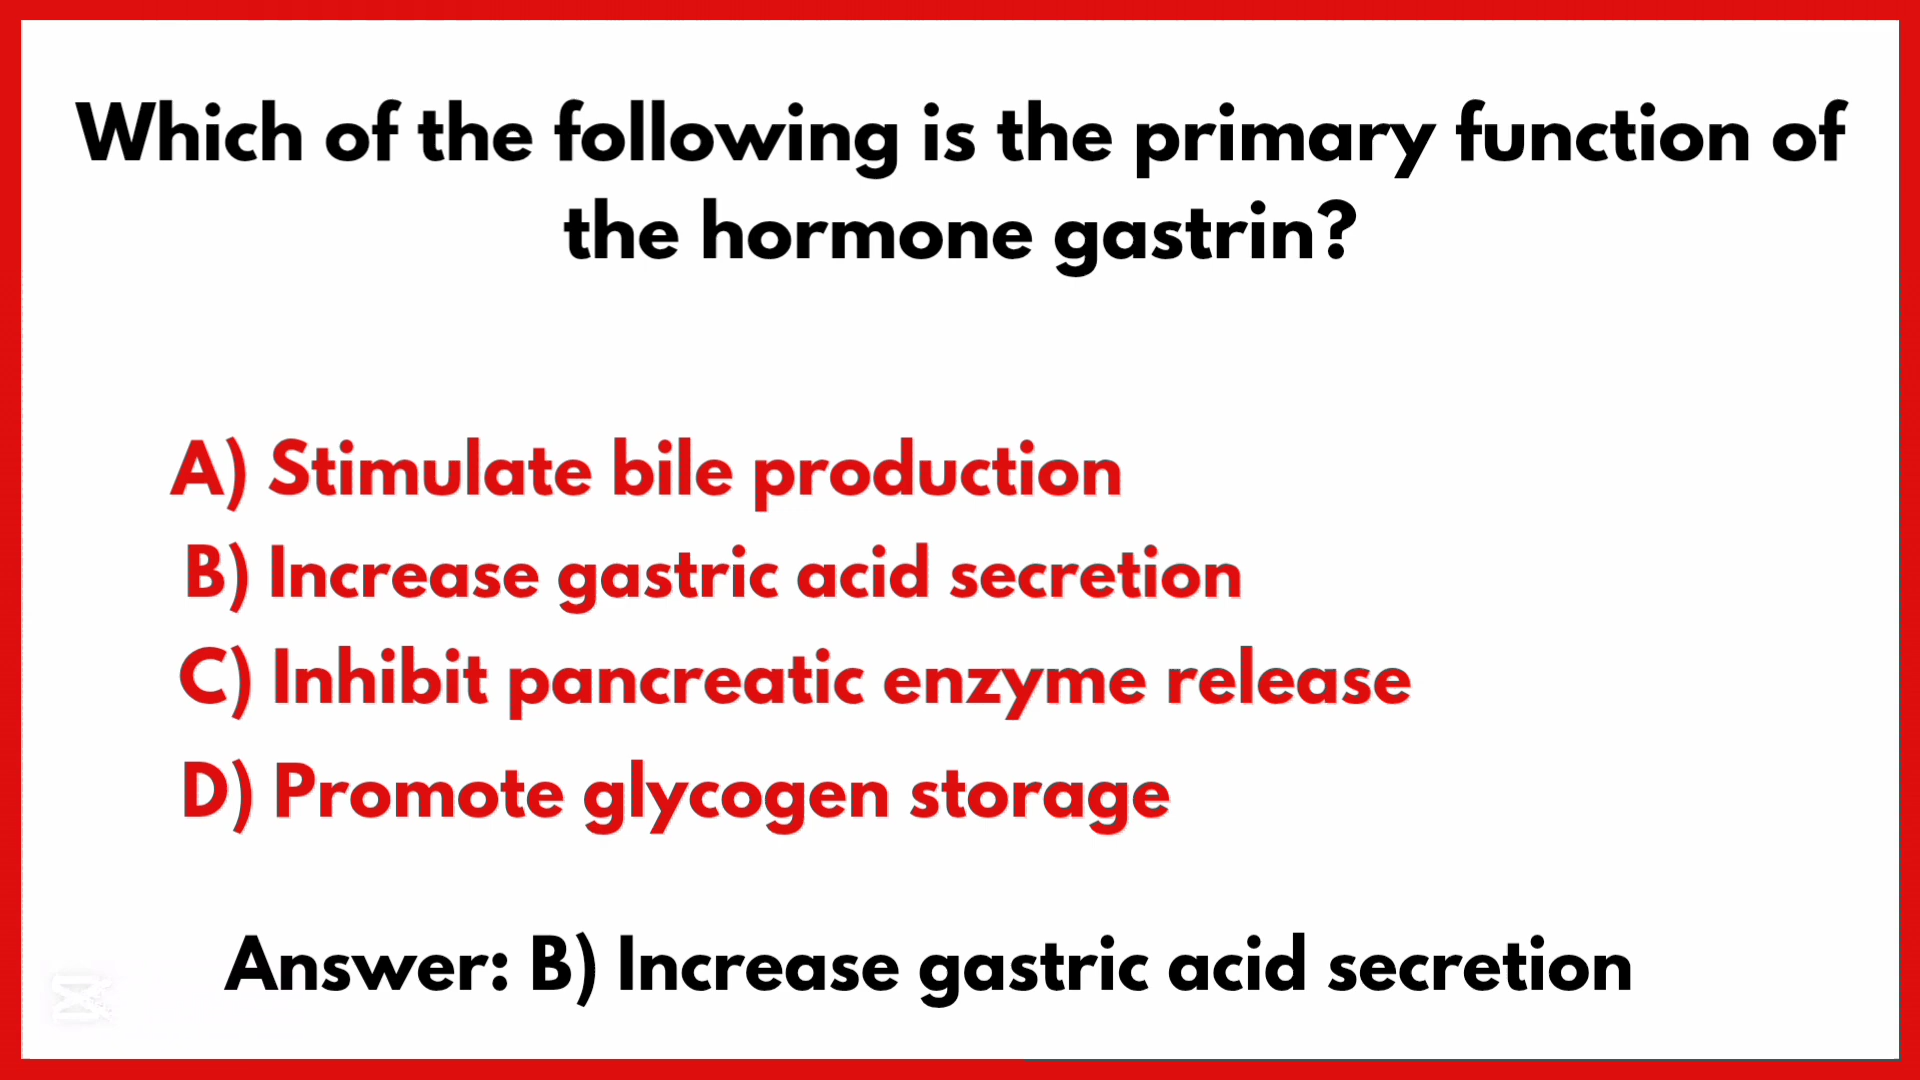 Which of the following is the primary function of
the hormone gastrin?
A) Stimulate bile production
B) Increase gastric acid secretion
C) Inhibit pancreatic enzyme release
D) Promote glycogen storage
Answer: B) Increase gastric acid secretion